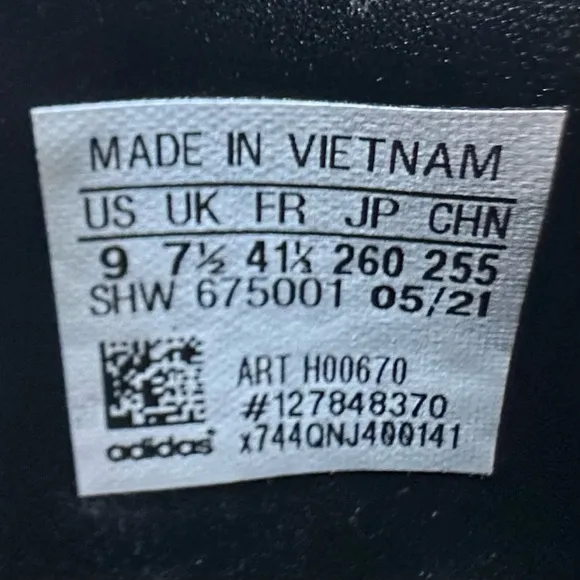 MADE IN VIETNAM
US UK FR JP CHN
9 7½ 41⅓ 260 255
SHW 675001 05/21
ART H00670
#127848370
adidas x744QNJ400141